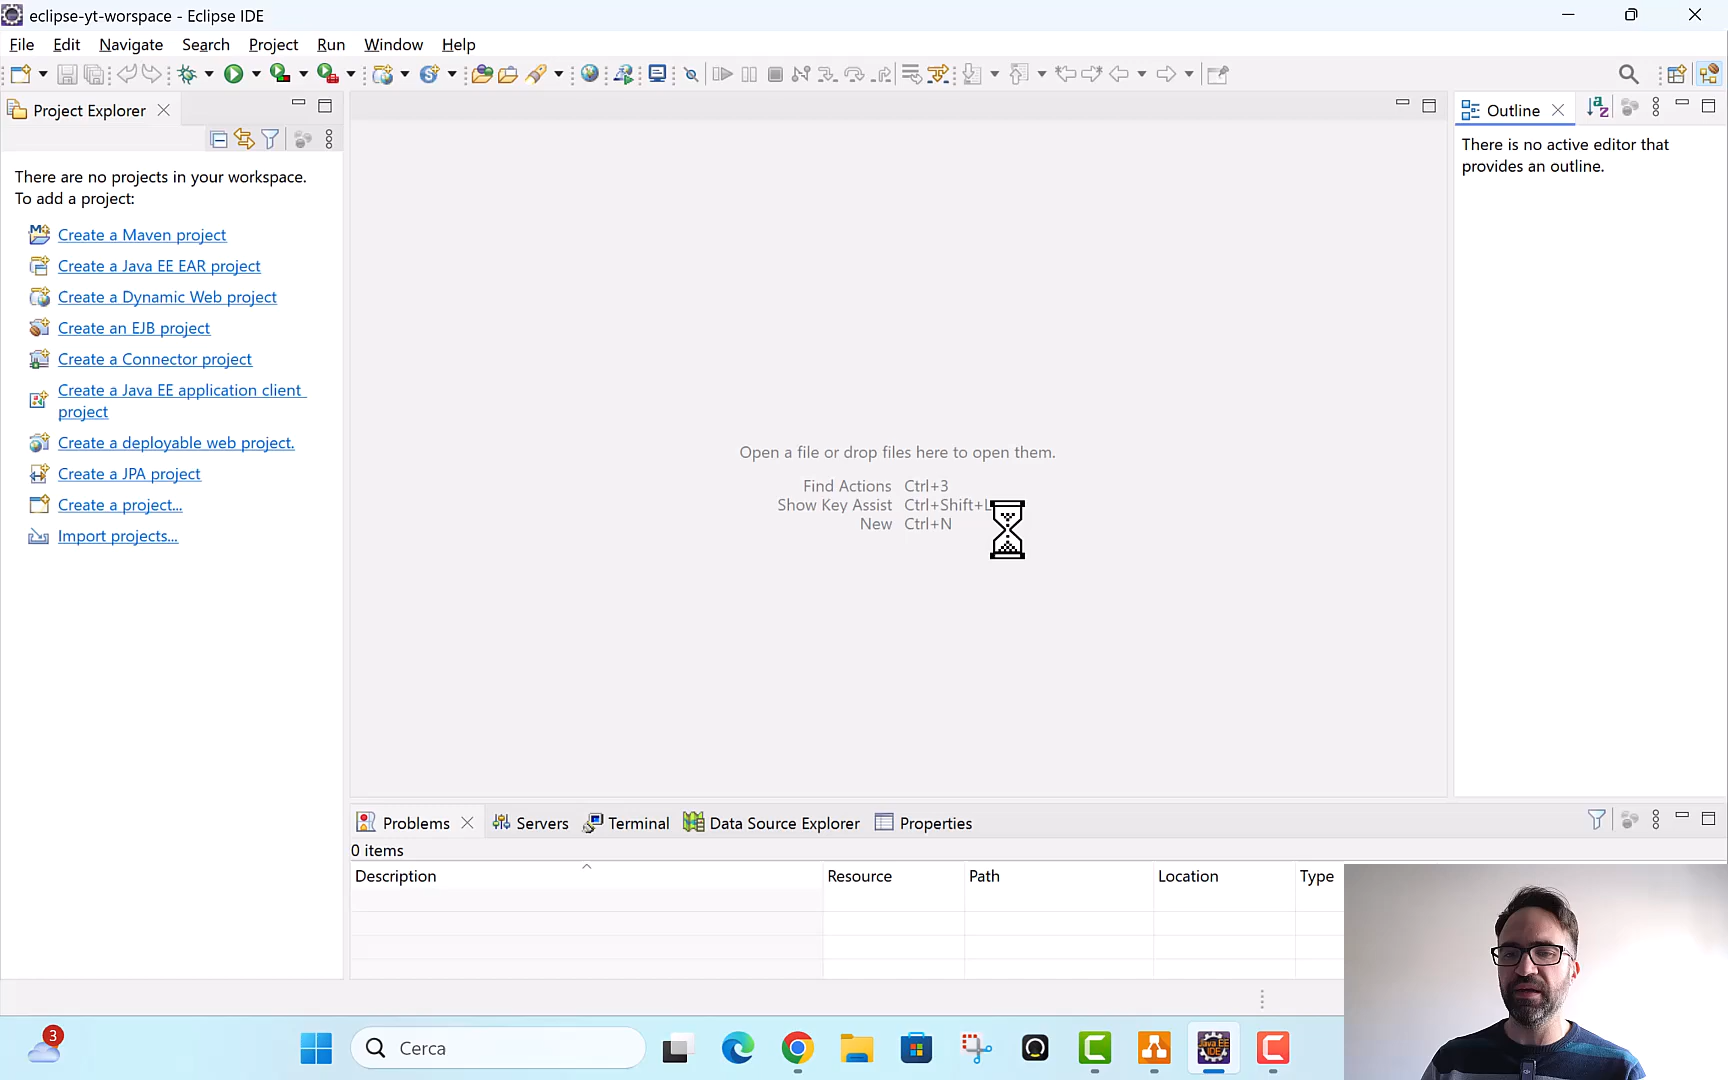 eclipse-yt-worspace - Eclipse IDE
File Edit Navigate Search Project Run Window Help
Project Explorer
There are no projects in your workspace.
To add a project:
Create a Maven project
Create a Java EE EAR project
Create a Dynamic Web project
Create an EJB project
Create a Connector project
Create a Java EE application client
project
Create a deployable web project.
Create a JPA project
Create a project...
Import projects...
Open a file or drop files here to open them.
Find Actions Ctrl+3
Show Key Assist Ctrl+Shift+L
New Ctrl+N
Outline
There is no active editor that
provides an outline.
Problems Servers Terminal Data Source Explorer Properties
0 items
Description Resource Path Location Type
3
Cerca
Java EE
IDE